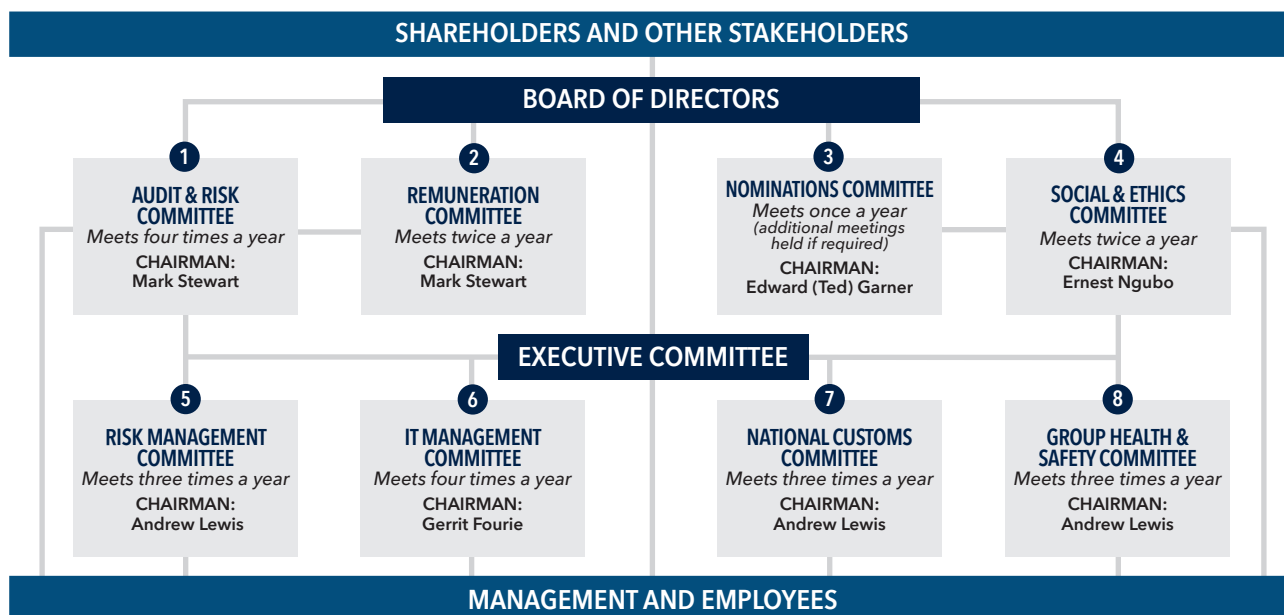 SHAREHOLDERS AND OTHER STAKEHOLDERS
BOARD OF DIRECTORS
1
AUDIT & RISK
COMMITTEE
Meets four times a year
CHAIRMAN:
Mark Stewart
2
REMUNERATION
COMMITTEE
Meets twice a year
CHAIRMAN:
Mark Stewart
3
NOMINATIONS COMMITTEE
Meets once a year
(additional meetings
held if required)
CHAIRMAN:
Edward (Ted) Garner
4
SOCIAL & ETHICS
COMMITTEE
Meets twice a year
CHAIRMAN:
Ernest Ngubo
EXECUTIVE COMMITTEE
5
RISK MANAGEMENT
COMMITTEE
Meets three times a year
CHAIRMAN:
Andrew Lewis
6
IT MANAGEMENT
COMMITTEE
Meets four times a year
CHAIRMAN:
Gerrit Fourie
7
NATIONAL CUSTOMS
COMMITTEE
Meets three times a year
CHAIRMAN:
Andrew Lewis
8
GROUP HEALTH &
SAFETY COMMITTEE
Meets three times a year
CHAIRMAN:
Andrew Lewis
MANAGEMENT AND EMPLOYEES